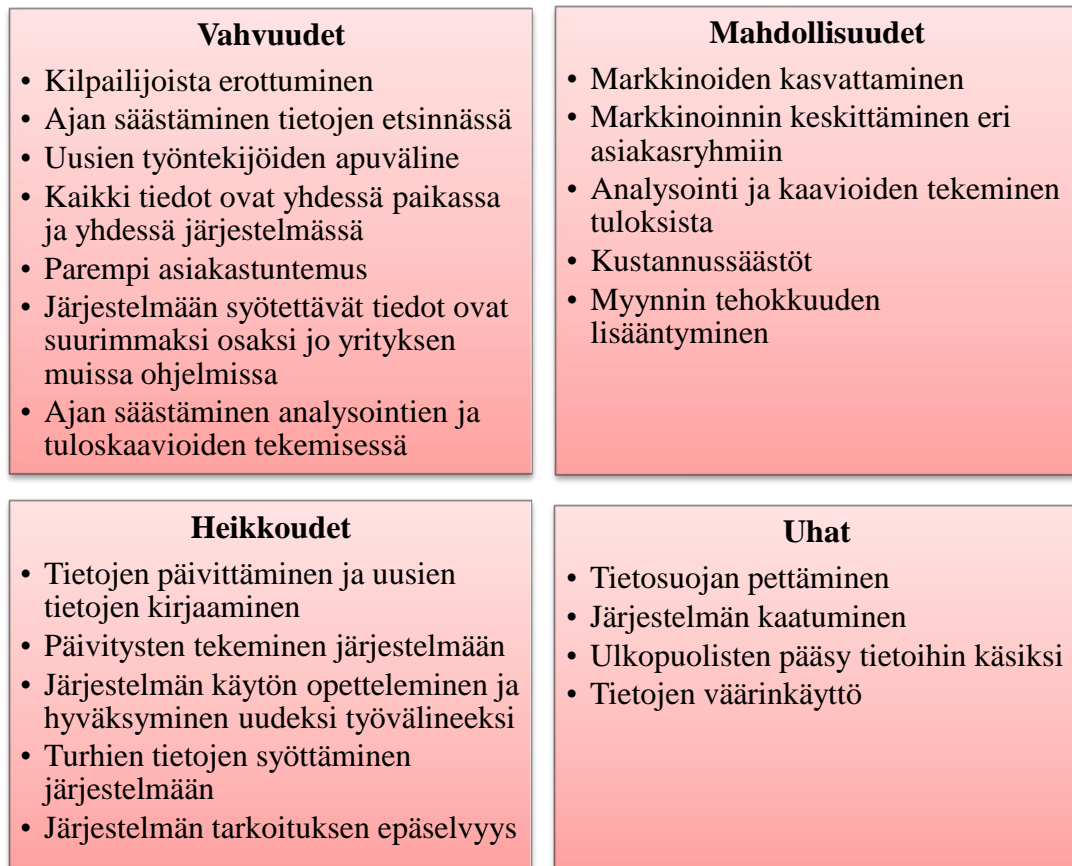 Vahvuudet
• Kilpailijoista erottuminen
• Ajan säästäminen tietojen etsinnässä
• Uusien työntekijöiden apuväline
• Kaikki tiedot ovat yhdessä paikassa
ja yhdessä järjestelmässä
• Parempi asiakastuntemus
• Järjestelmään syötettävät tiedot ovat
suurimmaksi osaksi jo yrityksen
muissa ohjelmissa
• Ajan säästäminen analysointien ja
tuloskaavioiden tekemisessä
Mahdollisuudet
• Markkinoiden kasvattaminen
• Markkinoinnin keskittäminen eri
asiakasryhmiin
• Analysointi ja kaavioiden tekeminen
tuloksista
• Kustannussäästöt
• Myynnin tehokkuuden
lisääntyminen
Heikkoudet
• Tietojen päivittäminen ja uusien
tietojen kirjaaminen
• Päivitysten tekeminen järjestelmään
• Järjestelmän käytön opetteleminen ja
hyväksyminen uudeksi työvälineeksi
• Turhien tietojen syöttäminen
järjestelmään
• Järjestelmän tarkoituksen epäselvyys
Uhat
• Tietosuojan pettäminen
• Järjestelmän kaatuminen
• Ulkopuolisten pääsy tietoihin käsiksi
• Tietojen väärinkäyttö